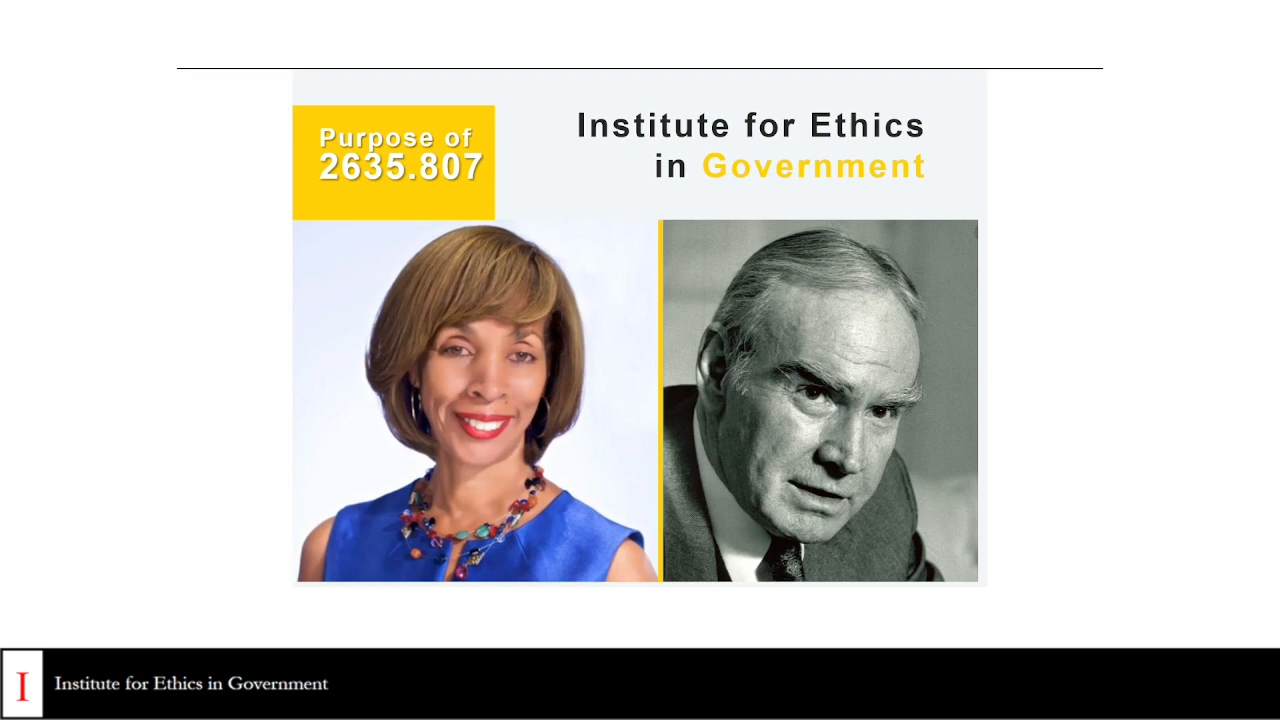 Purpose of
2635.807
Institute for Ethics
in Government
I
Institute for Ethics in Government